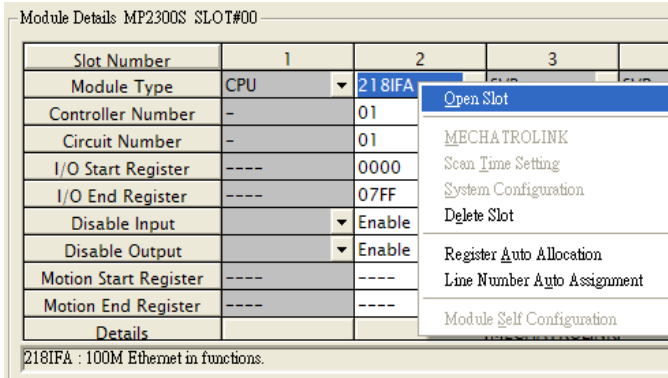 Module Details MP2300S SLOT#00
Slot Number 1 2 3
Module Type CPU 218IFA
Controller Number - 01
Circuit Number - 01
I/O Start Register ---- 0000
I/O End Register ---- 07FF
Disable Input Enable
Disable Output Enable
Motion Start Register ---- ----
Motion End Register ---- ----
Details
Open Slot
MECHATROLINK
Scan Time Setting
System Configuration
Delete Slot
Register Auto Allocation
Line Number Auto Assignment
Module Self Configuration
218IFA : 100M Ethernet in functions.